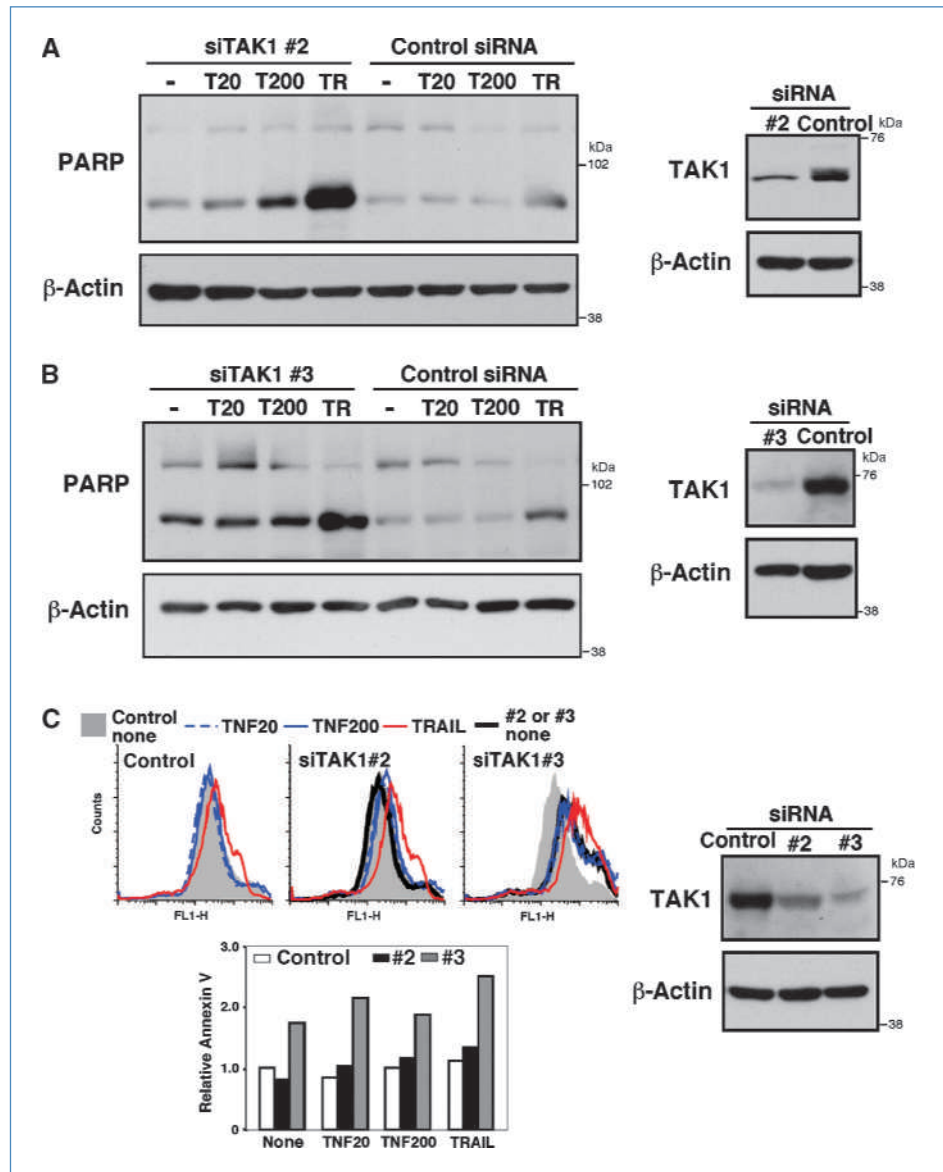 A
siTAK1 #2 Control siRNA
- T20 T200 TR - T20 T200 TR
PARP
kDa
102
β-Actin
38
siRNA
#2 Control kDa
76
TAK1
β-Actin
38
B
siTAK1 #3 Control siRNA
- T20 T200 TR - T20 T200 TR
PARP
kDa
102
β-Actin
38
siRNA
#3 Control
kDa
76
TAK1
β-Actin
38
C
Control none TNF20 TNF200 TRAIL #2 or #3 none
Control siTAK1#2 siTAK1#3
Counts
FL1-H FL1-H FL1-H
Control #2 #3
Relative Annexin V
3.0
2.0
1.0
0
None TNF20 TNF200 TRAIL
siRNA
Control #2 #3
kDa
76
TAK1
β-Actin
38